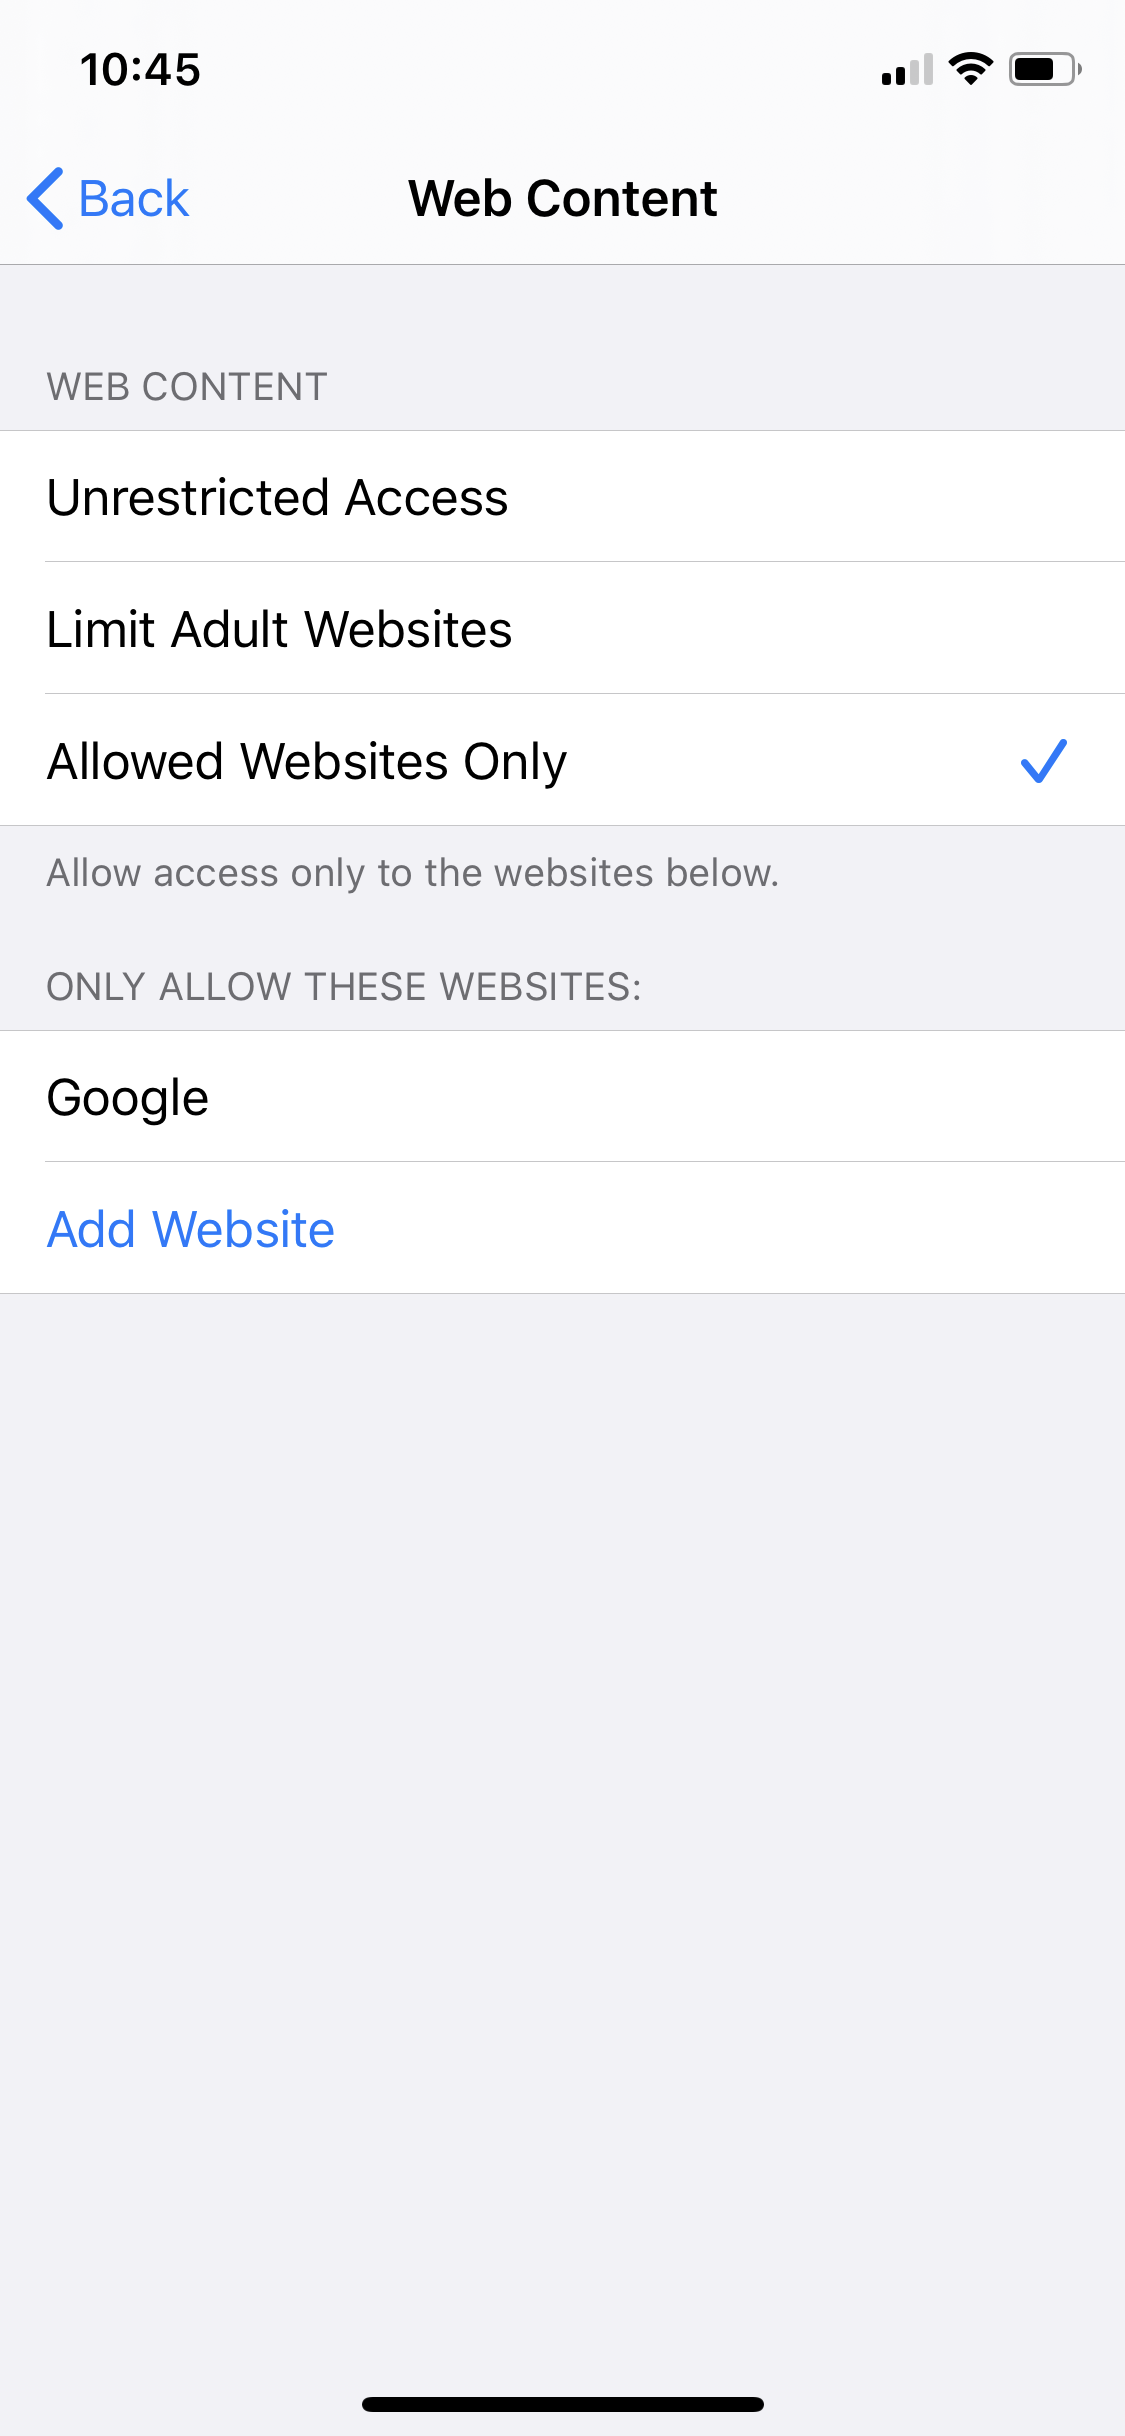 10:45
Back
Web Content
WEB CONTENT
Unrestricted Access
Limit Adult Websites
Allowed Websites Only
Allow access only to the websites below.
ONLY ALLOW THESE WEBSITES:
Google
Add Website